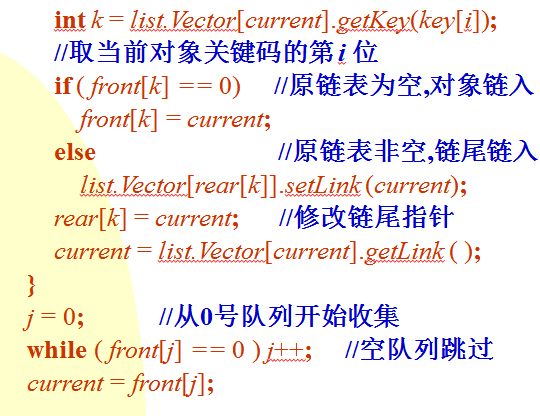 int k = list.Vector[current].getKey(key[i]);
//取当前对象关键码的第 i 位
if ( front[k] == 0) //原链表为空,对象链入
front[k] = current;
else //原链表非空,链尾链入
list.Vector[rear[k]].setLink (current);
rear[k] = current; //修改链尾指针
current = list.Vector[current].getLink ( );
}
j = 0; //从0号队列开始收集
while ( front[j] == 0 ) j++; //空队列跳过
current = front[j];